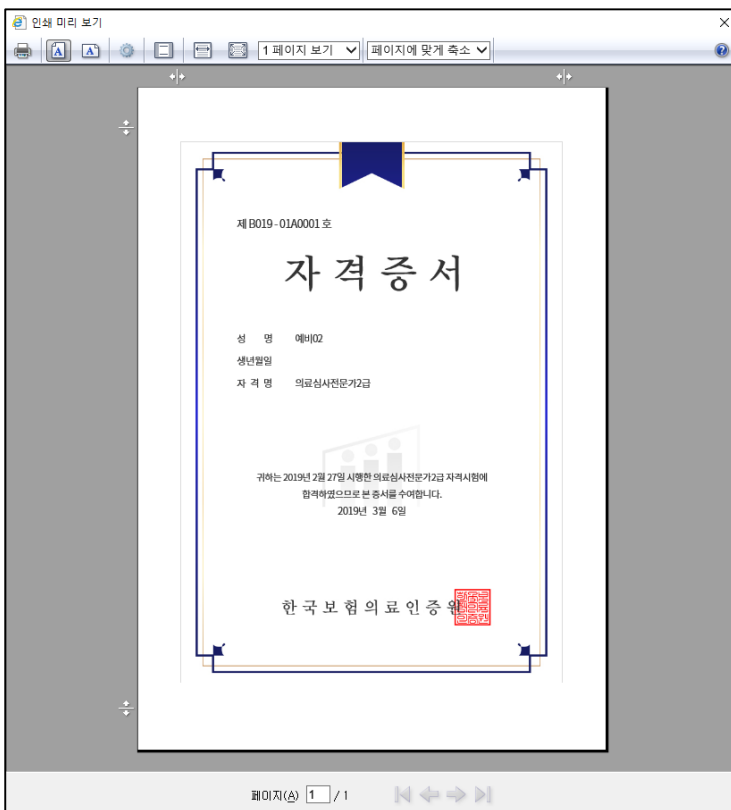 인쇄 미리 보기
1 페이지 보기 페이지에 맞게 축소
제 B019 - 01A0001 호
자격증서
성 명 예비02
생년월일
자 격 명 의료심사전문가2급
귀하는 2019년 2월 27일 시행한 의료심사전문가2급 자격시험에
합격하였으므로 본 증서를 수여합니다.
2019년 3월 6일
한국보험의료인증원
페이지(A) 1 / 1